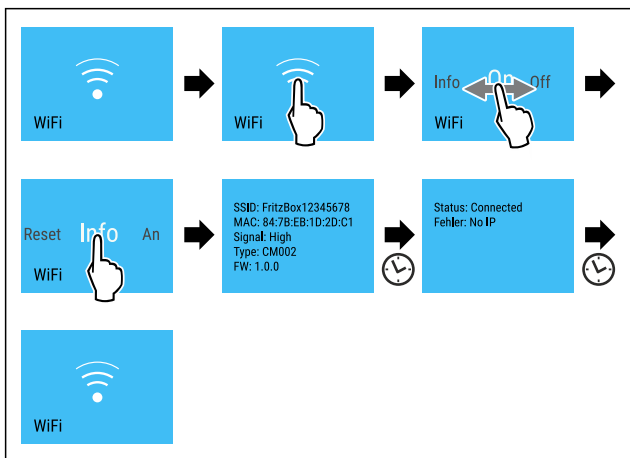 WiFi
WiFi
Info On Off
WiFi
Reset Info An
WiFi
SSID: FritzBox12345678
MAC: 84:7B:EB:1D:2D:C1
Signal: High
Type: CM002
FW: 1.0.0
Status: Connected
Fehler: No IP
WiFi